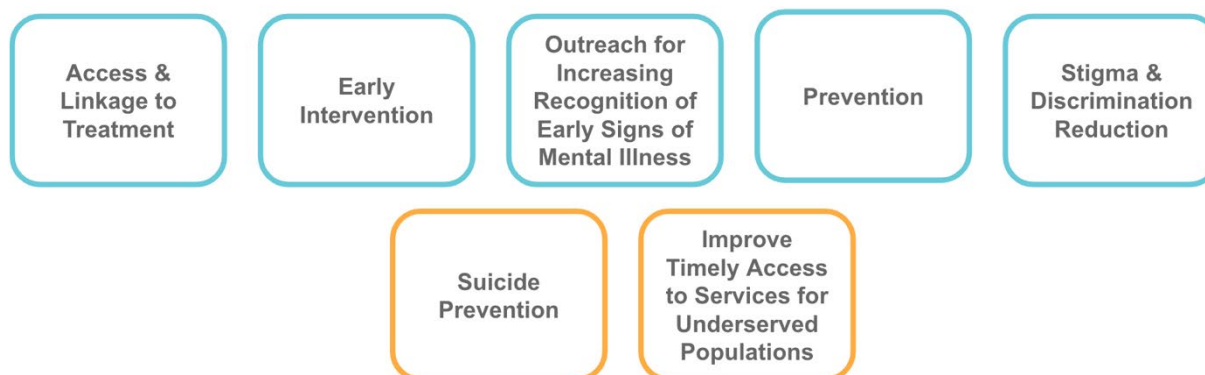 Access &
Linkage to
Treatment
Early
Intervention
Outreach for
Increasing
Recognition of
Early Signs of
Mental Illness
Prevention
Stigma &
Discrimination
Reduction
Suicide
Prevention
Improve
Timely Access
to Services for
Underserved
Populations